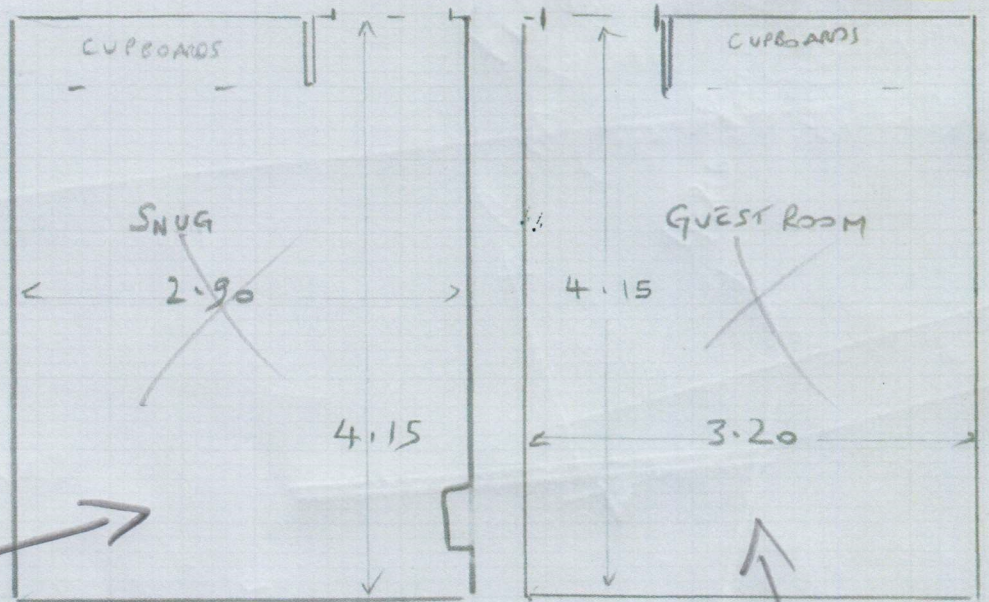 CUPBOARDS
SNUG
2.90
4.15
CUPBOARDS
GUEST ROOM
4.15
3.20